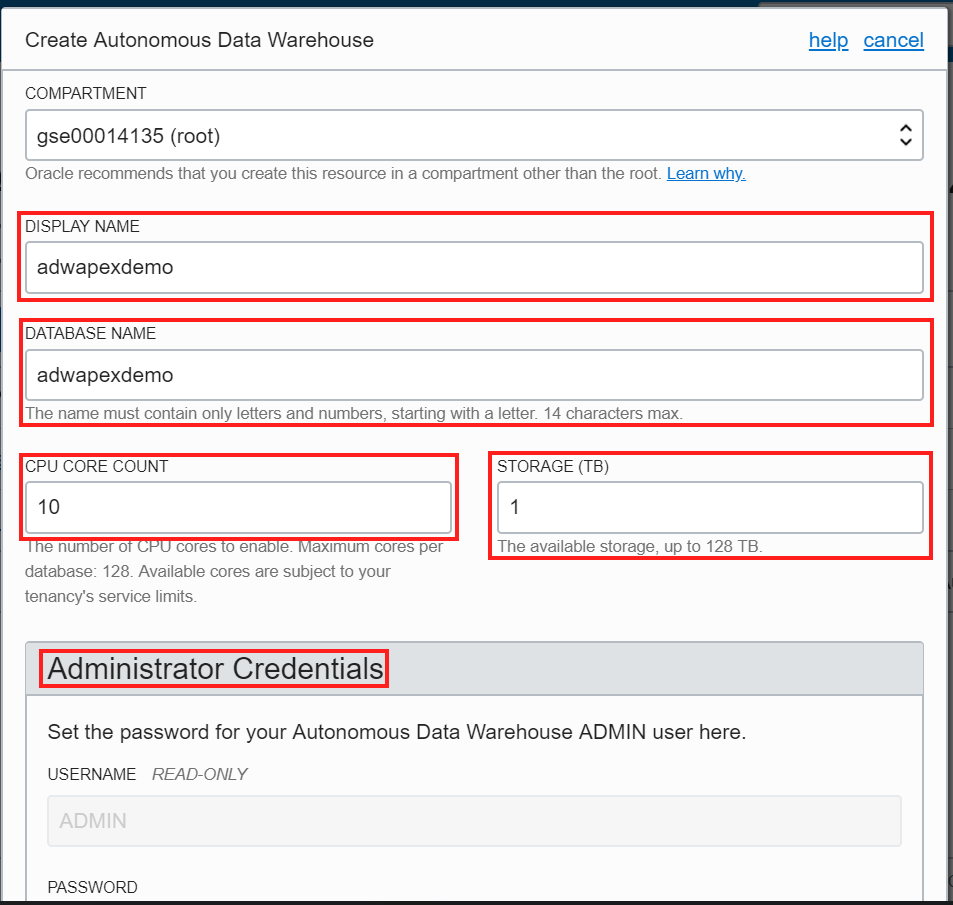 Create Autonomous Data Warehouse help cancel
COMPARTMENT
gse00014135 (root)
Oracle recommends that you create this resource in a compartment other than the root. Learn why.
DISPLAY NAME
adwapexdemo
DATABASE NAME
adwapexdemo
The name must contain only letters and numbers, starting with a letter. 14 characters max.
CPU CORE COUNT
10
The number of CPU cores to enable. Maximum cores per
database: 128. Available cores are subject to your
tenancy's service limits.
STORAGE (TB)
1
The available storage, up to 128 TB.
Administrator Credentials
Set the password for your Autonomous Data Warehouse ADMIN user here.
USERNAME READ-ONLY
ADMIN
PASSWORD